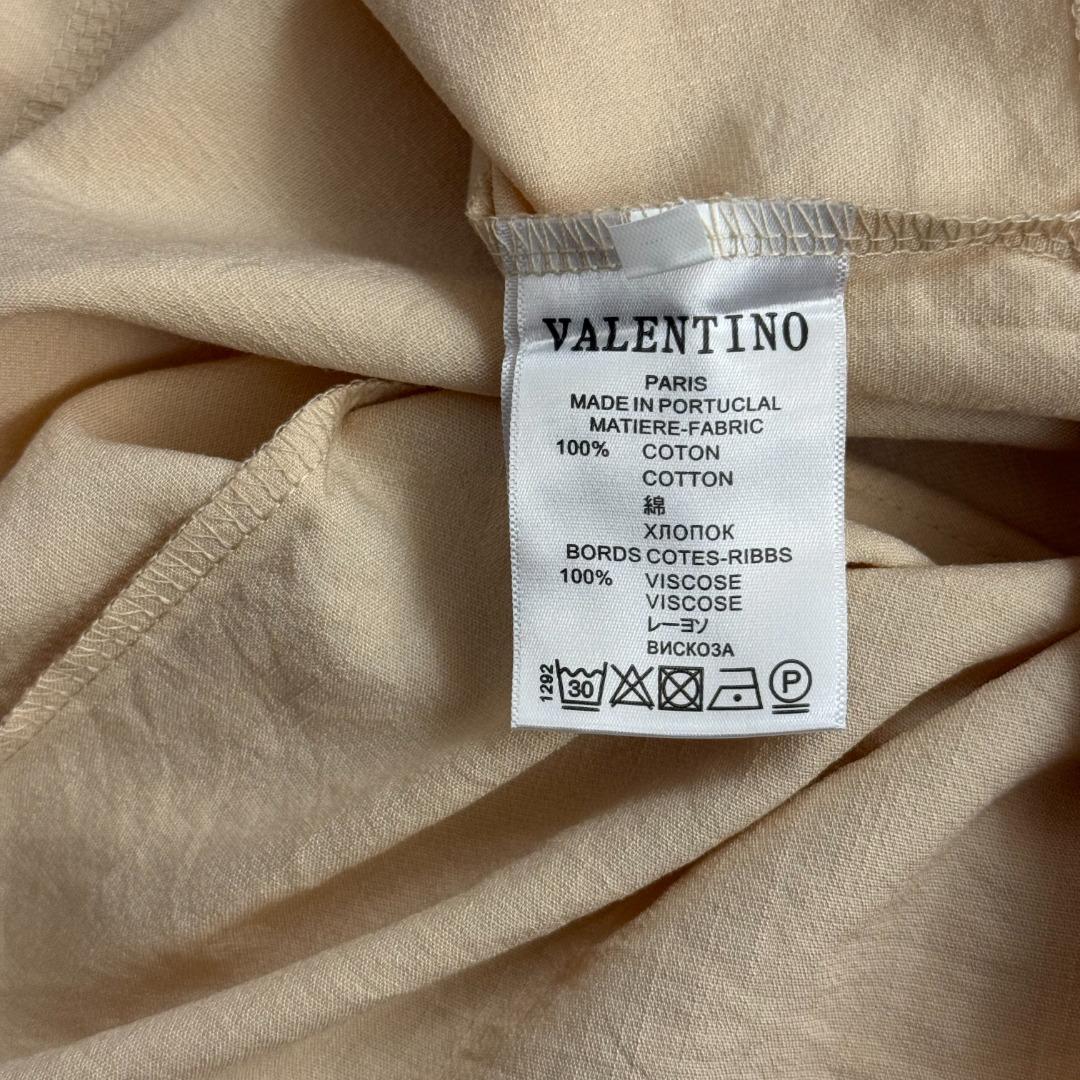 VALENTINO
PARIS
MADE IN PORTUCLAL
MATIERE-FABRIC
100% COTON
COTTON
綿
ХЛОПОК
BORDS COTES-RIBBS
100% VISCOSE
VISCOSE
レーヨソ
ВИСКОЗА
1292 30 P